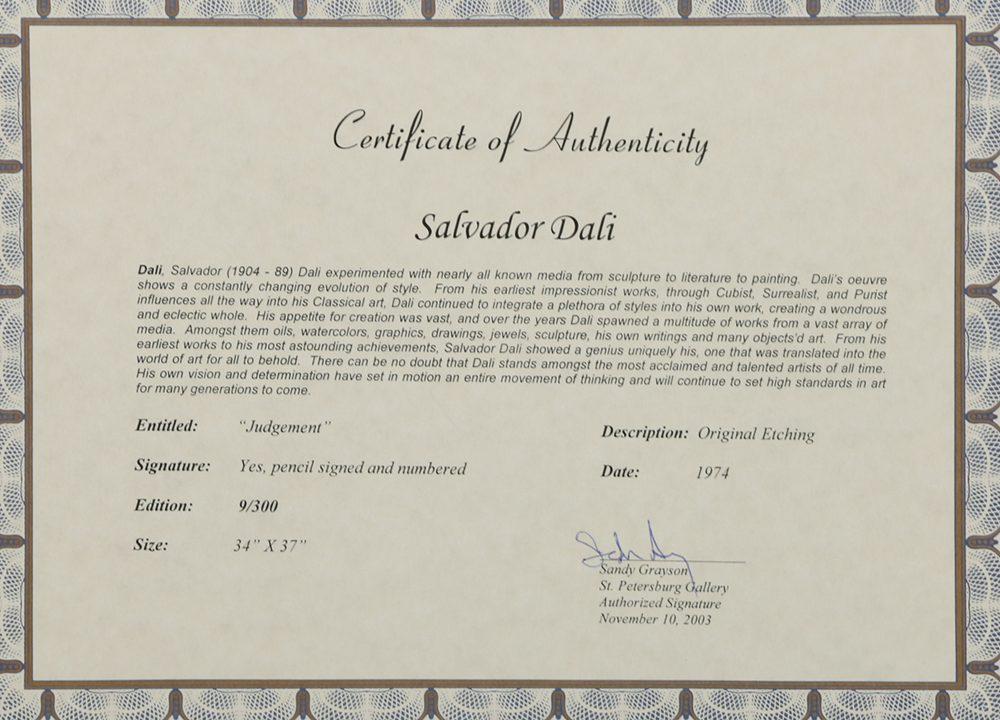 Certificate of Authenticity
Salvador Dali
Dali, Salvador (1904 - 89) Dali experimented with nearly all known media from sculpture to literature to painting. Dali's oeuvre
shows a constantly changing evolution of style. From his earliest impressionist works, through Cubist, Surrealist, and Purist
influences all the way into his Classical art, Dali continued to integrate a plethora of styles into his own work, creating a wondrous
and eclectic whole. His appetite for creation was vast, and over the years Dali spawned a multitude of works from a vast array of
media. Amongst them oils, watercolors, graphics, drawings, jewels, sculpture, his own writings and many objects'd art. From his
earliest works to his most astounding achievements, Salvador Dali showed a genius uniquely his, one that was translated into the
world of art for all to behold. There can be no doubt that Dali stands amongst the most acclaimed and talented artists of all time.
His own vision and determination have set in motion an entire movement of thinking and will continue to set high standards in art
for many generations to come.
Entitled: "Judgement"
Description: Original Etching
Signature: Yes, pencil signed and numbered
Date: 1974
Edition: 9/300
Size: 34" X 37"
Sandy Grayson
St. Petersburg Gallery
Authorized Signature
November 10, 2003